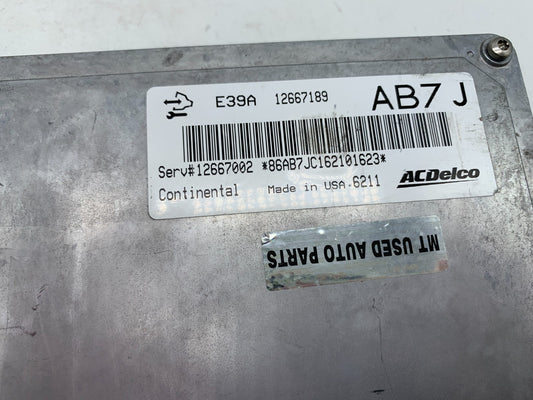 E39A 12667189 AB7 J
Serv#12667002 *86AB7JC162101623*
Continental Made in USA.6211 ACDelco
MT USED AUTO PARTS